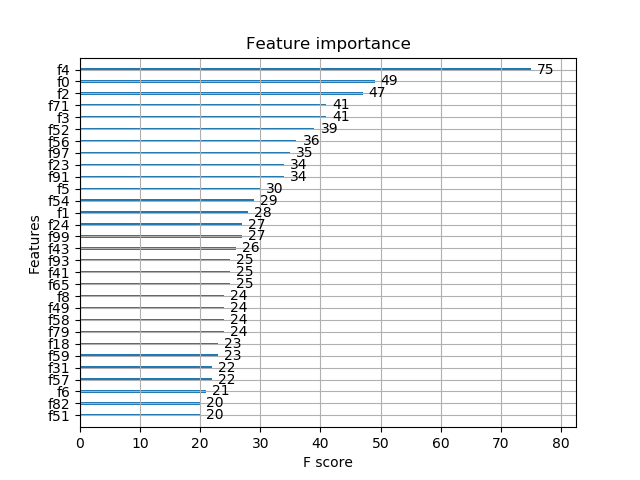 Feature importance
f4 75
f0 49
f2 47
f71 41
f3 41
f52 39
f56 36
f97 35
f23 34
f91 34
f5 30
f54 29
f1 28
f24 27
f99 27
f43 26
f93 25
f41 25
f65 25
f8 24
f49 24
f58 24
f79 24
f18 23
f59 23
f31 22
f57 22
f6 21
f82 20
f51 20
Features
0 10 20 30 40 50 60 70 80
F score